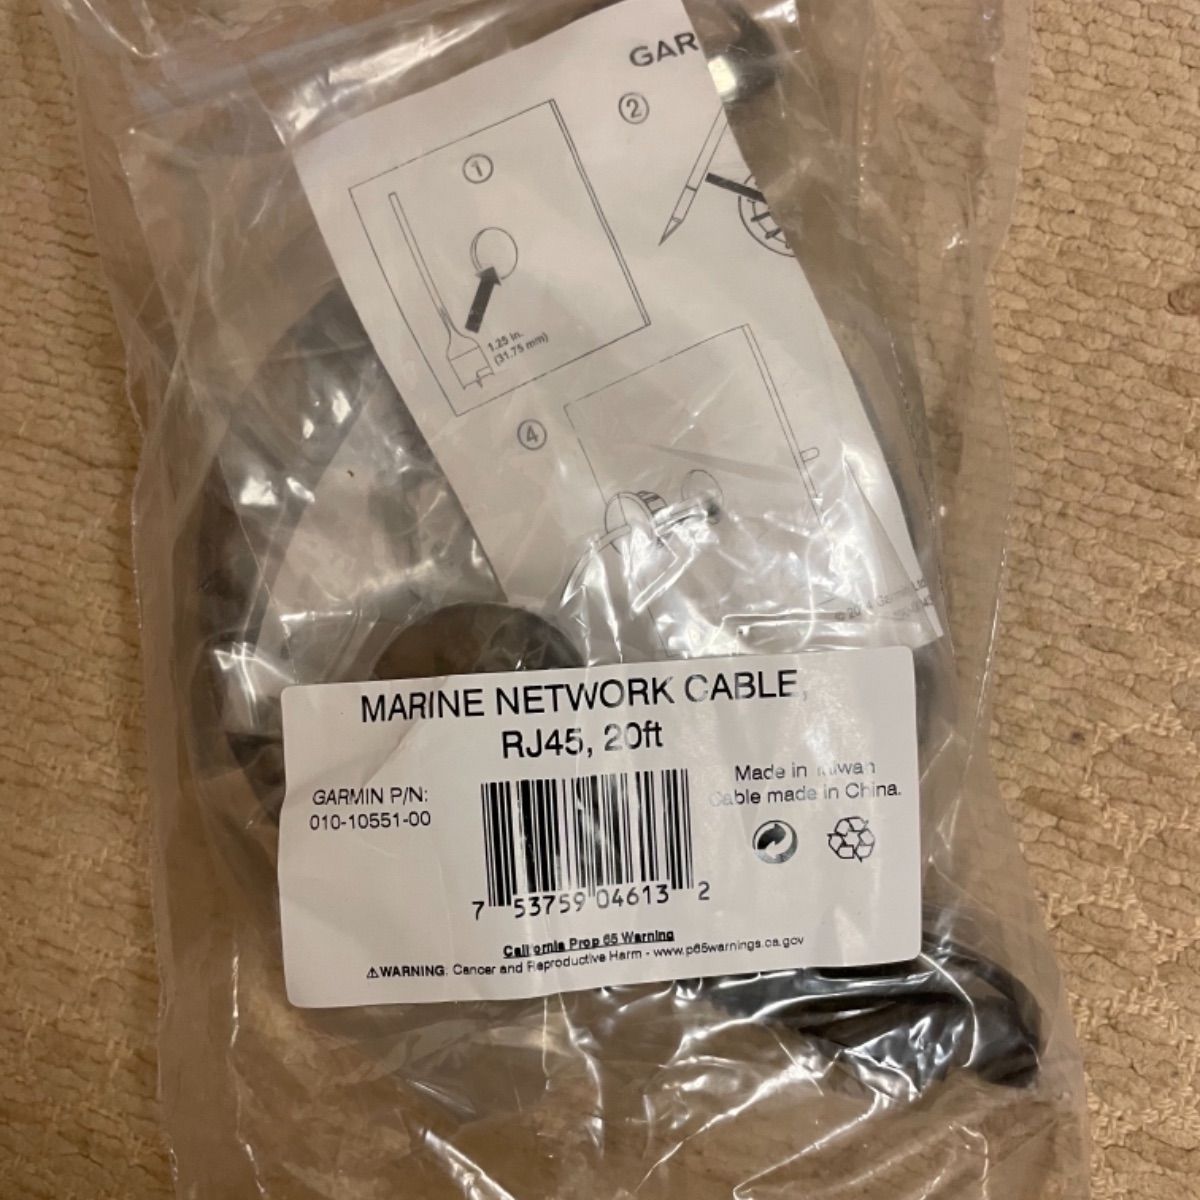 GAR
1
2
1.25 in.
(31.75 mm)
4
MARINE NETWORK CABLE,
RJ45, 20ft
GARMIN P/N:
010-10551-00
Made in Taiwan
Cable made in China.
7 53759 04613 2
California Prop 65 Warning
⚠WARNING: Cancer and Reproductive Harm - www.p65warnings.ca.gov